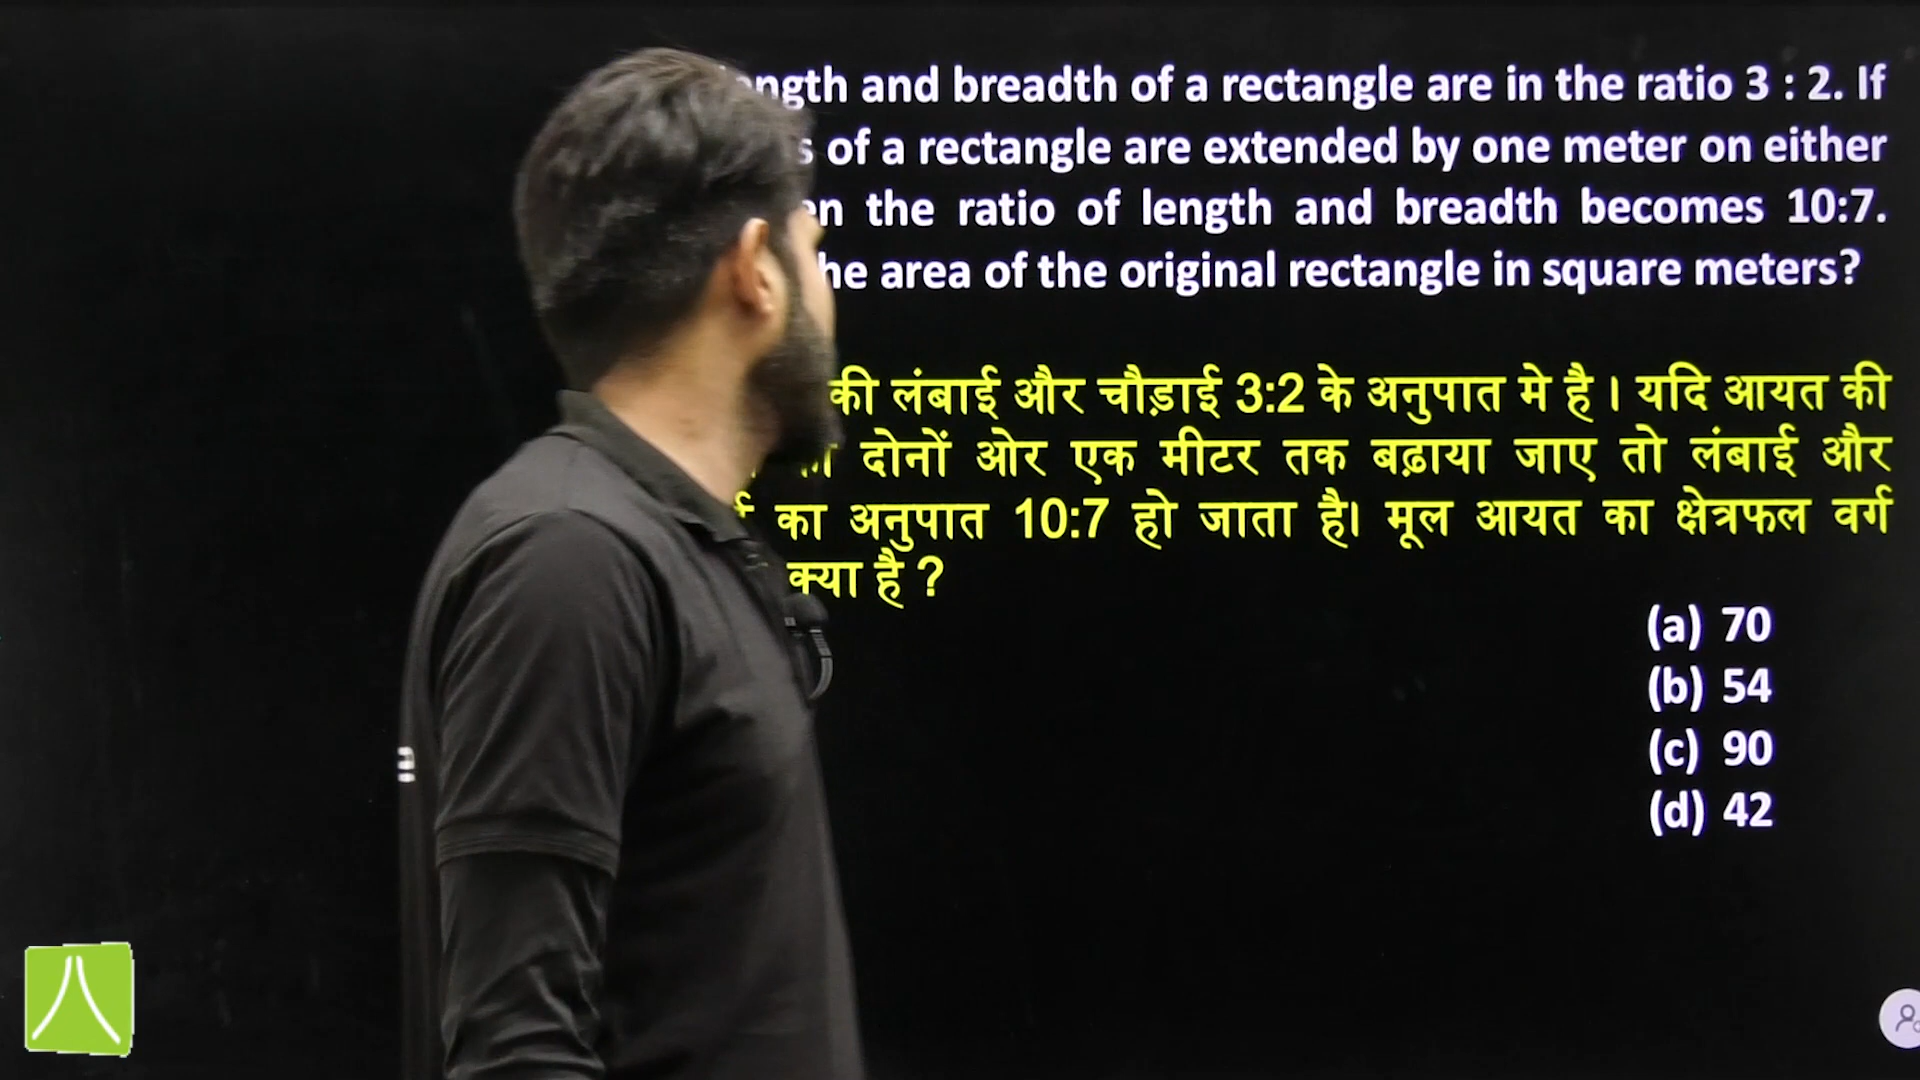 and breadth of a rectangle are in the ratio 3 : 2. If
of a rectangle are extended by one meter on either
the ratio of length and breadth becomes 10:7.
area of the original rectangle in square meters?
की लंबाई और चौड़ाई 3:2 के अनुपात मे है । यदि आयत की
दोनों ओर एक मीटर तक बढ़ाया जाए तो लंबाई और
का अनुपात 10:7 हो जाता है। मूल आयत का क्षेत्रफल वर्ग
क्या है ?
(a) 70
(b) 54
(c) 90
(d) 42